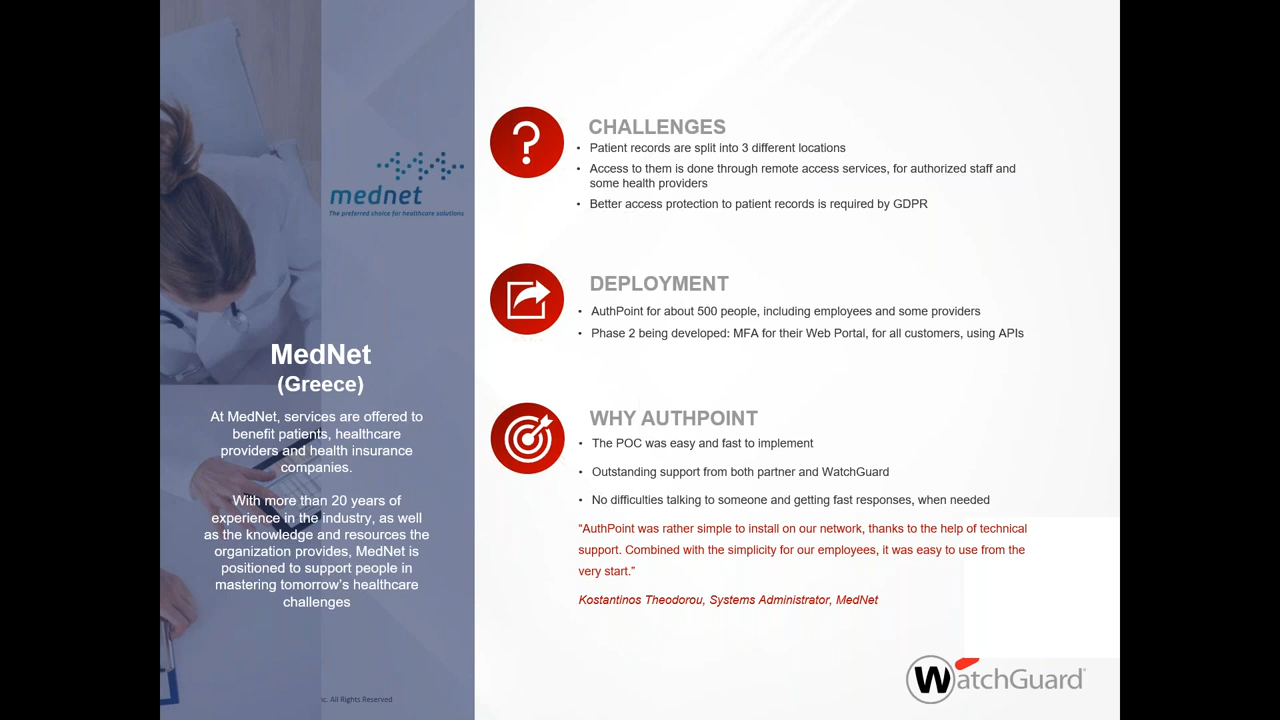 mednet
The preferred choice for healthcare solutions
MedNet
(Greece)
At MedNet, services are offered to
benefit patients, healthcare
providers and health insurance
companies.
With more than 20 years of
experience in the industry, as well
as the knowledge and resources the
organization provides, MedNet is
positioned to support people in
mastering tomorrow's healthcare
challenges
nc. All Rights Reserved
CHALLENGES
• Patient records are split into 3 different locations
• Access to them is done through remote access services, for authorized staff and
some health providers
• Better access protection to patient records is required by GDPR
DEPLOYMENT
• AuthPoint for about 500 people, including employees and some providers
• Phase 2 being developed: MFA for their Web Portal, for all customers, using APIs
WHY AUTHPOINT
• The POC was easy and fast to implement
• Outstanding support from both partner and WatchGuard
• No difficulties talking to someone and getting fast responses, when needed
“AuthPoint was rather simple to install on our network, thanks to the help of technical
support. Combined with the simplicity for our employees, it was easy to use from the
very start.”
Kostantinos Theodorou, Systems Administrator, MedNet
WatchGuard